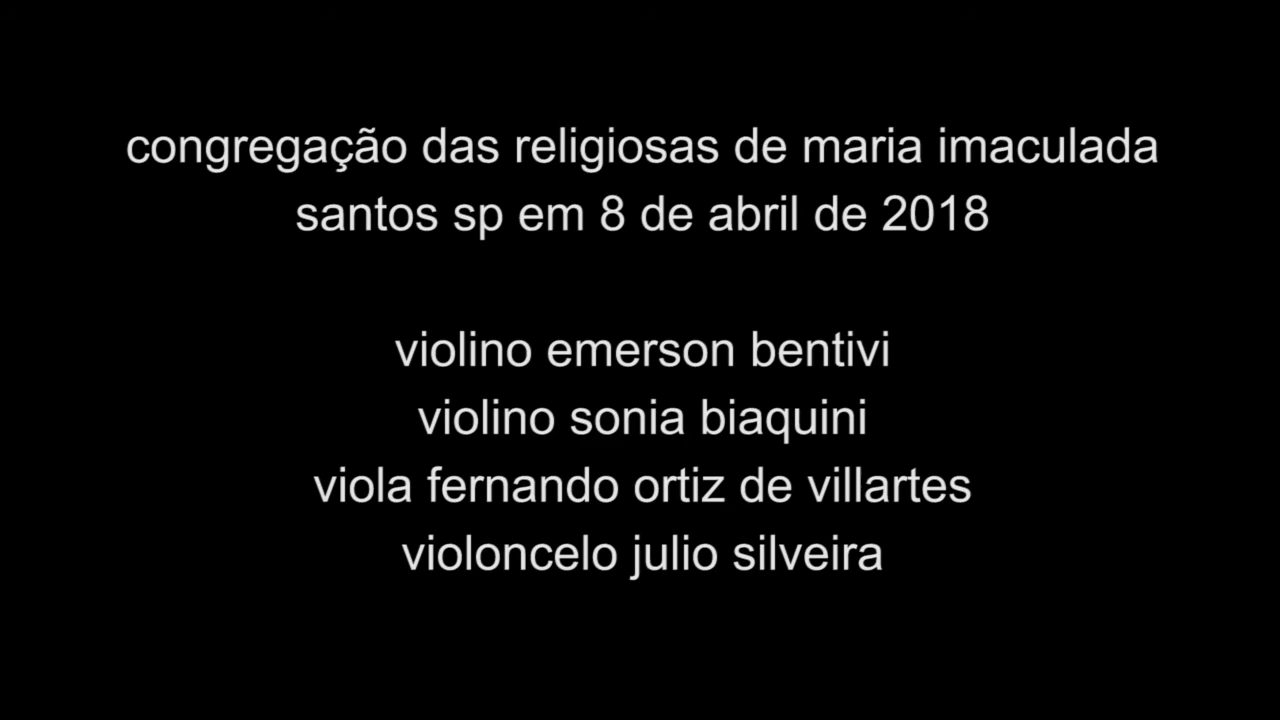 congregação das religiosas de maria imaculada
santos sp em 8 de abril de 2018
violino emerson bentivi
violino sonia biaquini
viola fernando ortiz de villartes
violoncelo julio silveira